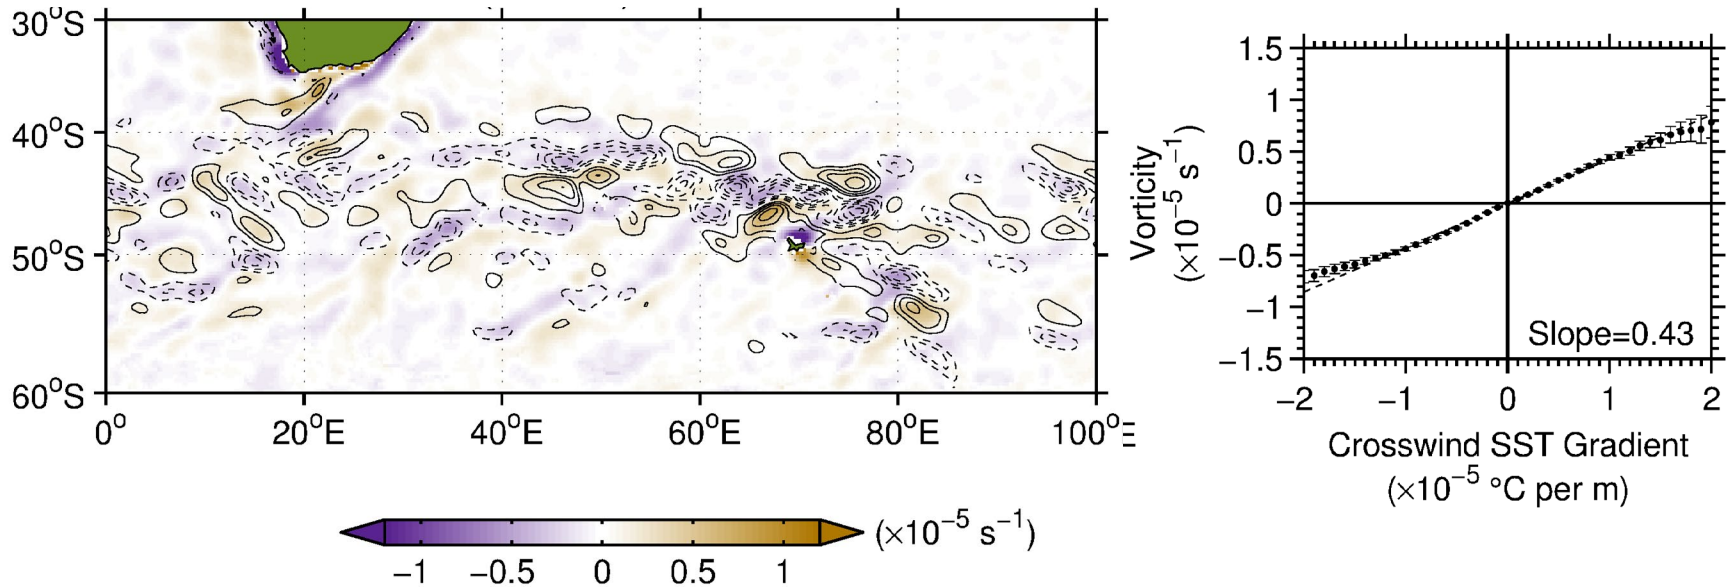 30°S
40°S
50°S
60°S
0°
20°E
40°E
60°E
80°E
100°E
(×10⁻⁵ s⁻¹)
−1
−0.5
0
0.5
1
Vorticity
(×10⁻⁵ s⁻¹)
1.5
1
0.5
0
−0.5
−1
−1.5
Slope=0.43
−2
−1
0
1
2
Crosswind SST Gradient
(×10⁻⁵ °C per m)